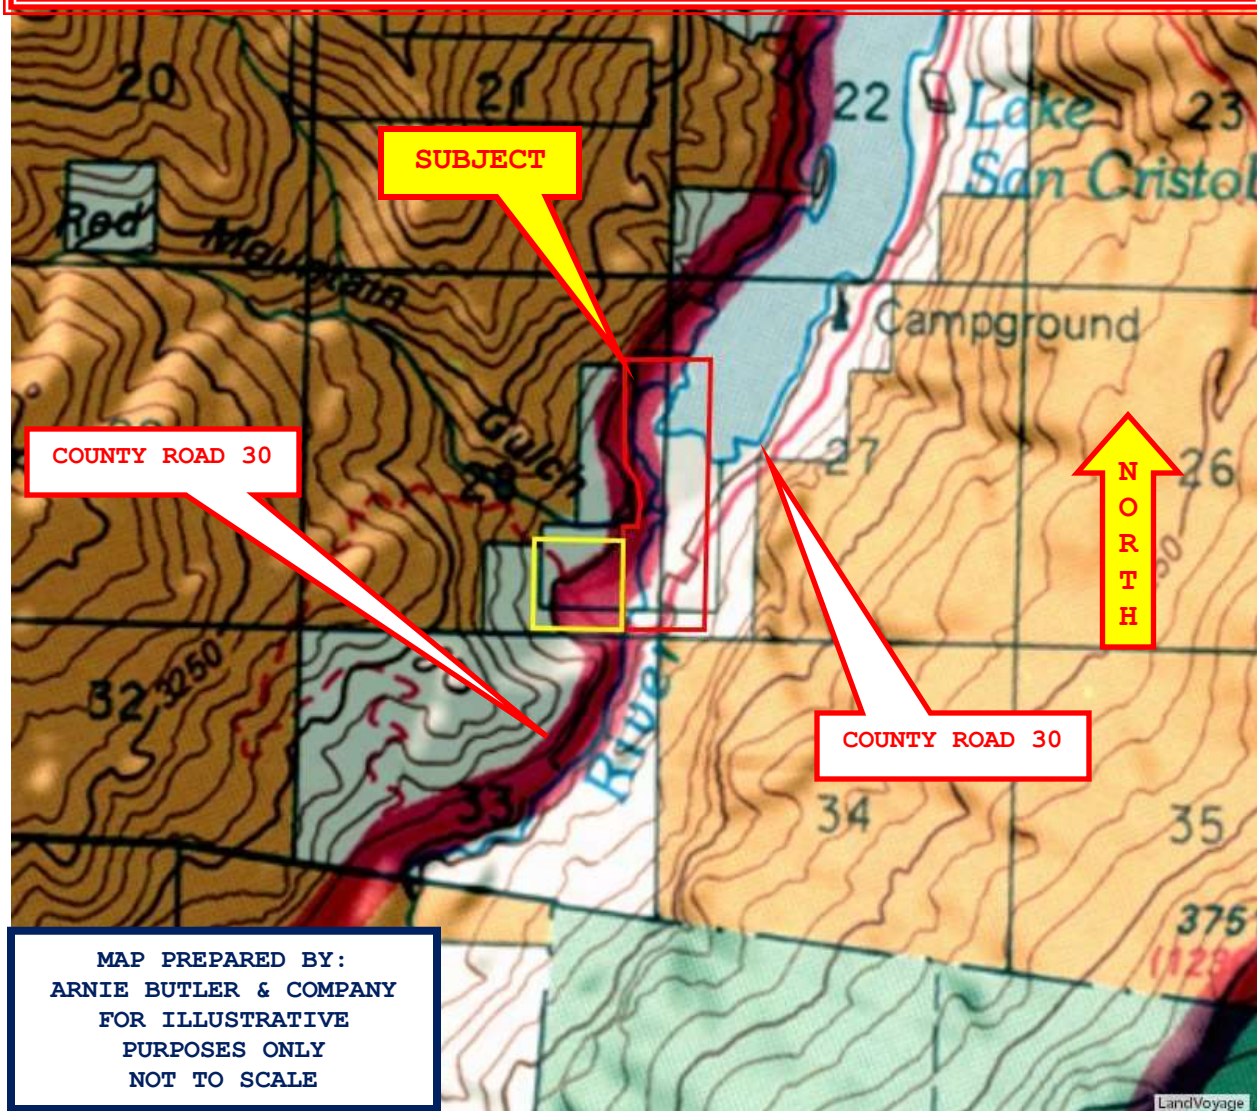 20
21
22
23
Lake
San Cristol
SUBJECT
Red
Mountain
Campground
COUNTY ROAD 30
Gulch
28
27
26
N
O
R
T
H
32
3250
River
COUNTY ROAD 30
33
34
35
375
MAP PREPARED BY:
ARNIE BUTLER & COMPANY
FOR ILLUSTRATIVE
PURPOSES ONLY
NOT TO SCALE
LandVoyage